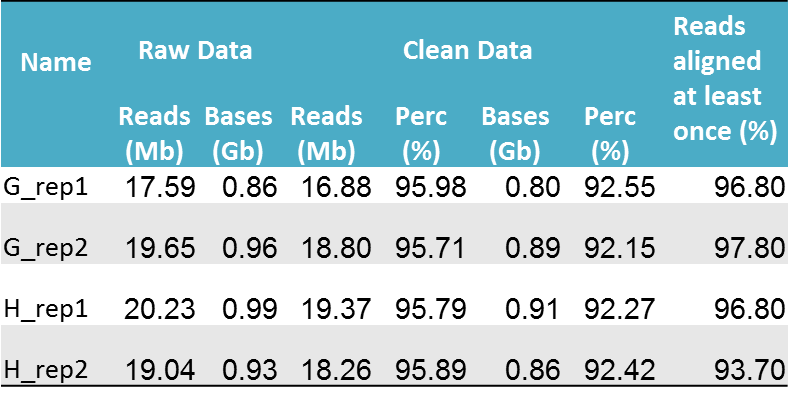 Name Raw Data Clean Data Reads aligned at least once (%)
Reads (Mb) Bases (Gb) Reads (Mb) Perc (%) Bases (Gb) Perc (%)
G_rep1 17.59 0.86 16.88 95.98 0.80 92.55 96.80
G_rep2 19.65 0.96 18.80 95.71 0.89 92.15 97.80
H_rep1 20.23 0.99 19.37 95.79 0.91 92.27 96.80
H_rep2 19.04 0.93 18.26 95.89 0.86 92.42 93.70